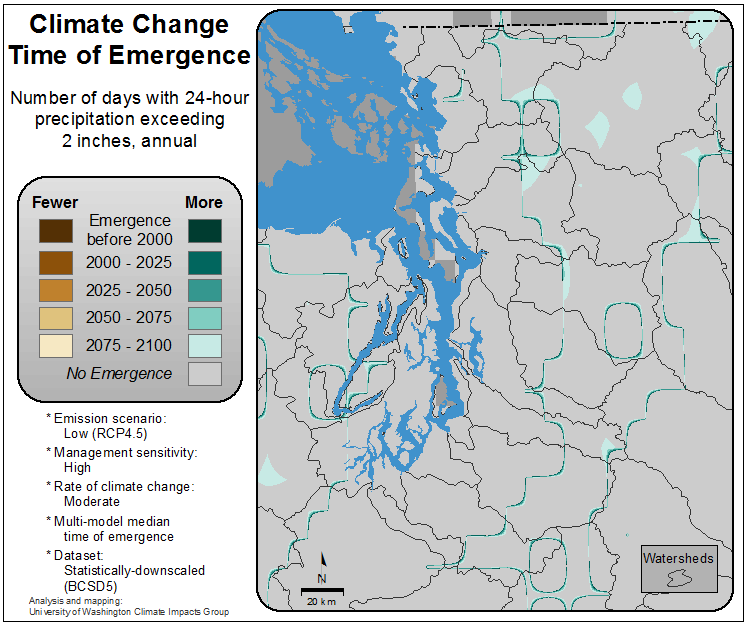 Climate Change
Time of Emergence
Number of days with 24-hour
precipitation exceeding
2 inches, annual
Fewer More
Emergence
before 2000
2000 - 2025
2025 - 2050
2050 - 2075
2075 - 2100
No Emergence
* Emission scenario:
Low (RCP4.5)
* Management sensitivity:
High
* Rate of climate change:
Moderate
* Multi-model median
time of emergence
* Dataset:
Statistically-downscaled
(BCSD5)
Analysis and mapping:
University of Washington Climate Impacts Group
N
20 km
Watersheds